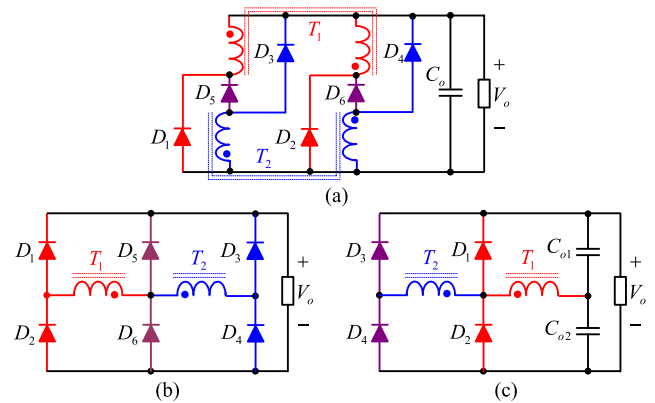 T1
D3
D4
Co
+
Vo
−
D5
D6
D1
D2
T2
(a)
D1
D5
D3
+
T1
T2
Vo
−
D2
D6
D4
(b)
D3
D1
Co1
+
T2
T1
Vo
−
D4
D2
Co2
(c)